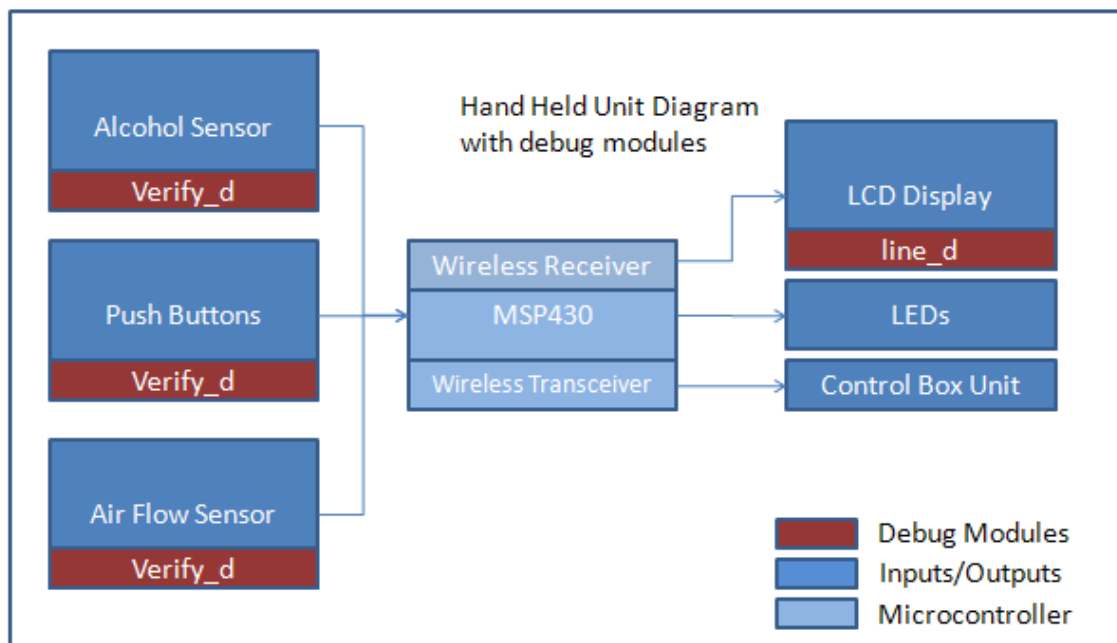 Alcohol Sensor
Verify_d
Push Buttons
Verify_d
Air Flow Sensor
Verify_d
Hand Held Unit Diagram
with debug modules
Wireless Receiver
MSP430
Wireless Transceiver
LCD Display
line_d
LEDs
Control Box Unit
Debug Modules
Inputs/Outputs
Microcontroller